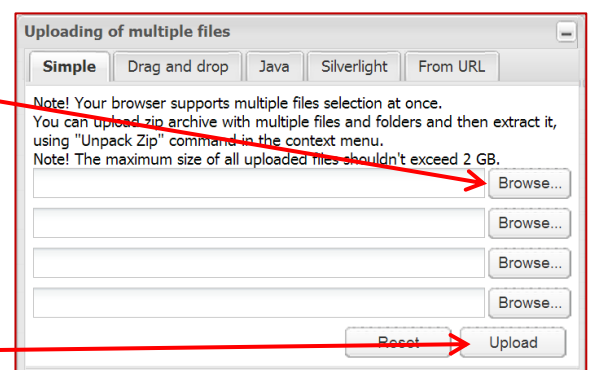 Uploading of multiple files
Simple Drag and drop Java Silverlight From URL
Note! Your browser supports multiple files selection at once.
You can upload zip archive with multiple files and folders and then extract it,
using "Unpack Zip" command in the context menu.
Note! The maximum size of all uploaded files shouldn't exceed 2 GB.
Browse...
Browse...
Browse...
Browse...
Reset Upload